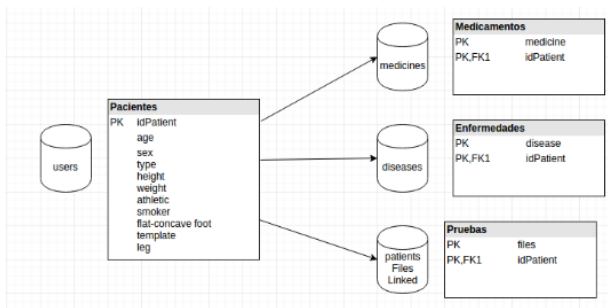 users
Pacientes
PK idPatient
age
sex
type
height
weight
athletic
smoker
flat-concave foot
template
leg
medicines
Medicamentos
PK medicine
PK,FK1 idPatient
diseases
Enfermedades
PK disease
PK,FK1 idPatient
patients
Files
Linked
Pruebas
PK files
PK,FK1 idPatient